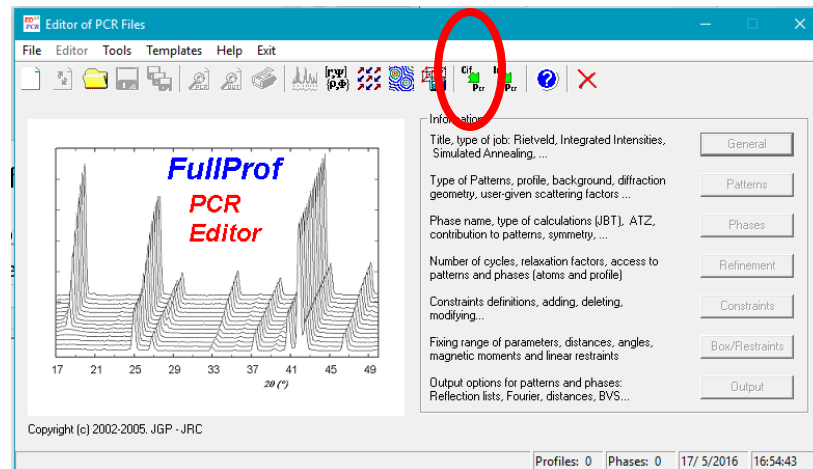 Editor of PCR Files
File Editor Tools Templates Help Exit
Cif
Pcr
Pcr
Information
Title, type of job: Rietveld, Integrated Intensities,
Simulated Annealing, ...
General
Type of Patterns, profile, background, diffraction
geometry, user-given scattering factors ...
Patterns
Phase name, type of calculations (JBT), ATZ,
contribution to patterns, symmetry, ...
Phases
Number of cycles, relaxation factors, access to
patterns and phases (atoms and profile)
Refinement
Constraints definitions, adding, deleting,
modifying...
Constraints
Fixing range of parameters, distances, angles,
magnetic moments and linear restraints
Box/Restraints
Output options for patterns and phases:
Reflection lists, Fourier, distances, BVS...
Output
FullProf
PCR
Editor
17 21 25 29 33 37 41 45 49
2θ (°)
Copyright (c) 2002-2005. JGP - JRC
Profiles: 0 Phases: 0 17/ 5/2016 16:54:43